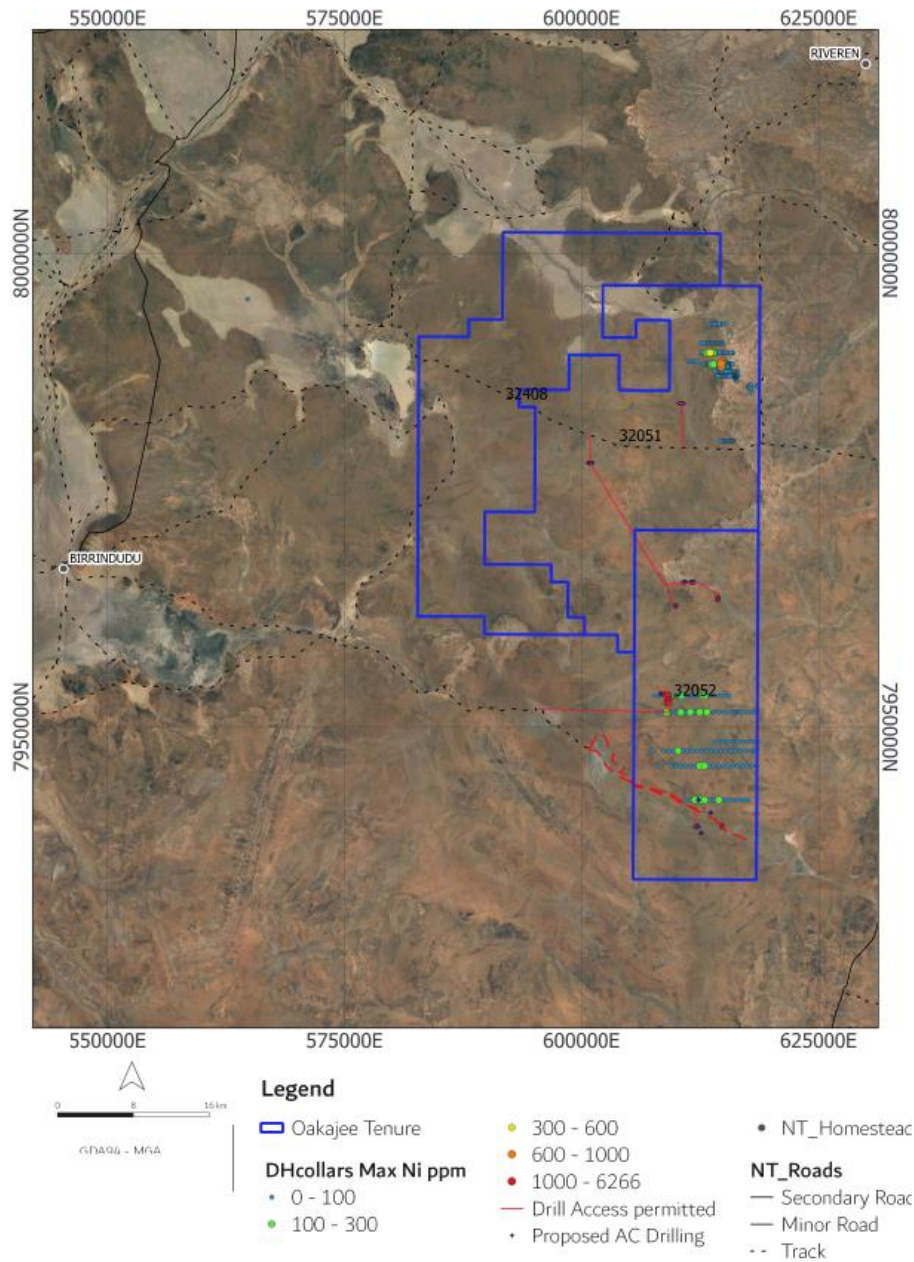 550000E 575000E 600000E 625000E
RIVEREN
8000000N
8000000N
32408
32051
BIRRINDUDU
32052
7950000N
7950000N
550000E 575000E 600000E 625000E
0 8 16 km
GDA94 - MGA
Legend
Oakajee Tenure
DHcollars Max Ni ppm
0 - 100
100 - 300
300 - 600
600 - 1000
1000 - 6266
Drill Access permitted
Proposed AC Drilling
NT_Homestead
NT_Roads
Secondary Road
Minor Road
Track